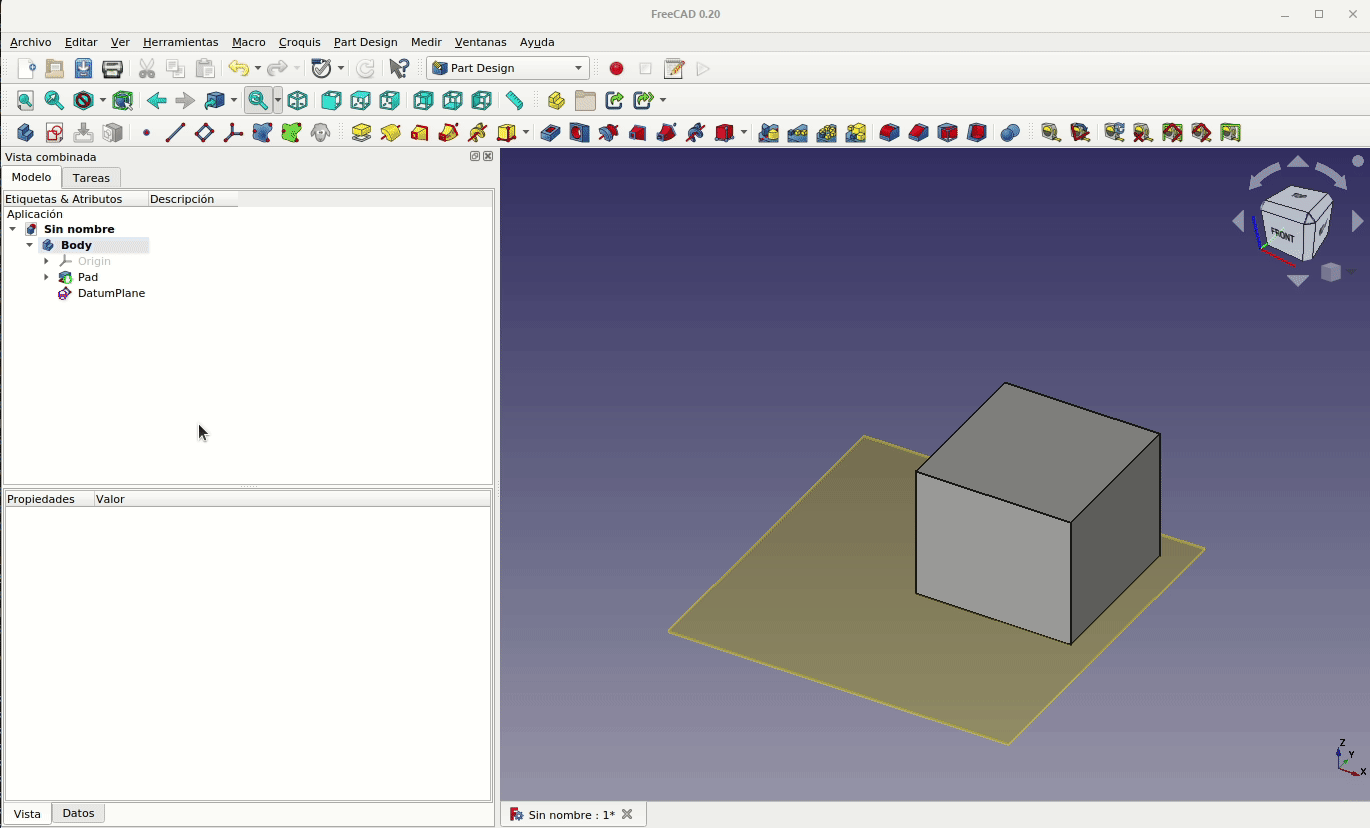 FreeCAD 0.20
Archivo Editar Ver Herramientas Macro Croquis Part Design Medir Ventanas Ayuda
Part Design
Vista combinada
Modelo Tareas
Etiquetas & Atributos Descripción
Aplicación
Sin nombre
Body
Origin
Pad
DatumPlane
Propiedades Valor
Vista Datos
FRONT
Z
Y
X
Sin nombre : 1*